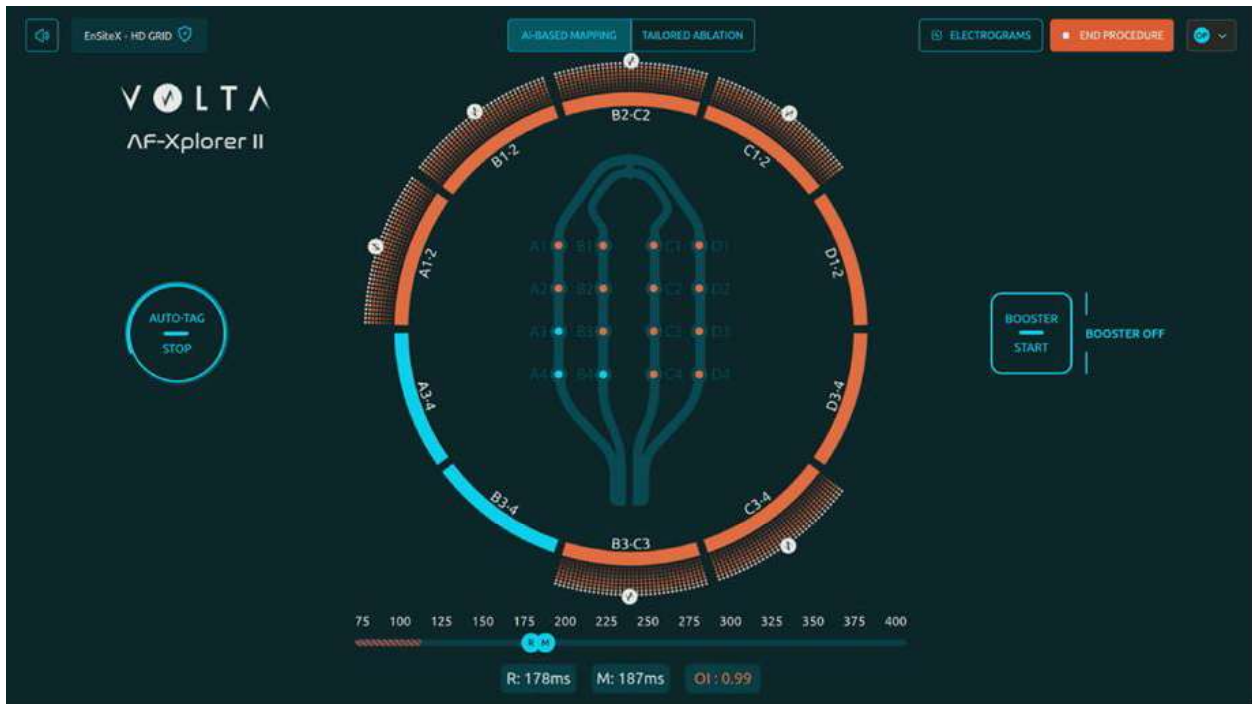 EnSiteX - HD GRID
AI-BASED MAPPING
TAILORED ABLATION
ELECTROGRAMS
END PROCEDURE
OP
VOLTA
AF-Xplorer II
B2-C2
B1-2
C1-2
A1-2
D1-2
A1 B1 C1 D1
A2 B2 C2 D2
A3 B3 C3 D3
A4 B4 C4 D4
AUTO-TAG
STOP
BOOSTER
START
BOOSTER OFF
A3-4
D3-4
B3-4
C3-4
B3-C3
75 100 125 150 175 200 225 250 275 300 325 350 375 400
R M
R: 178ms M: 187ms OI : 0.99